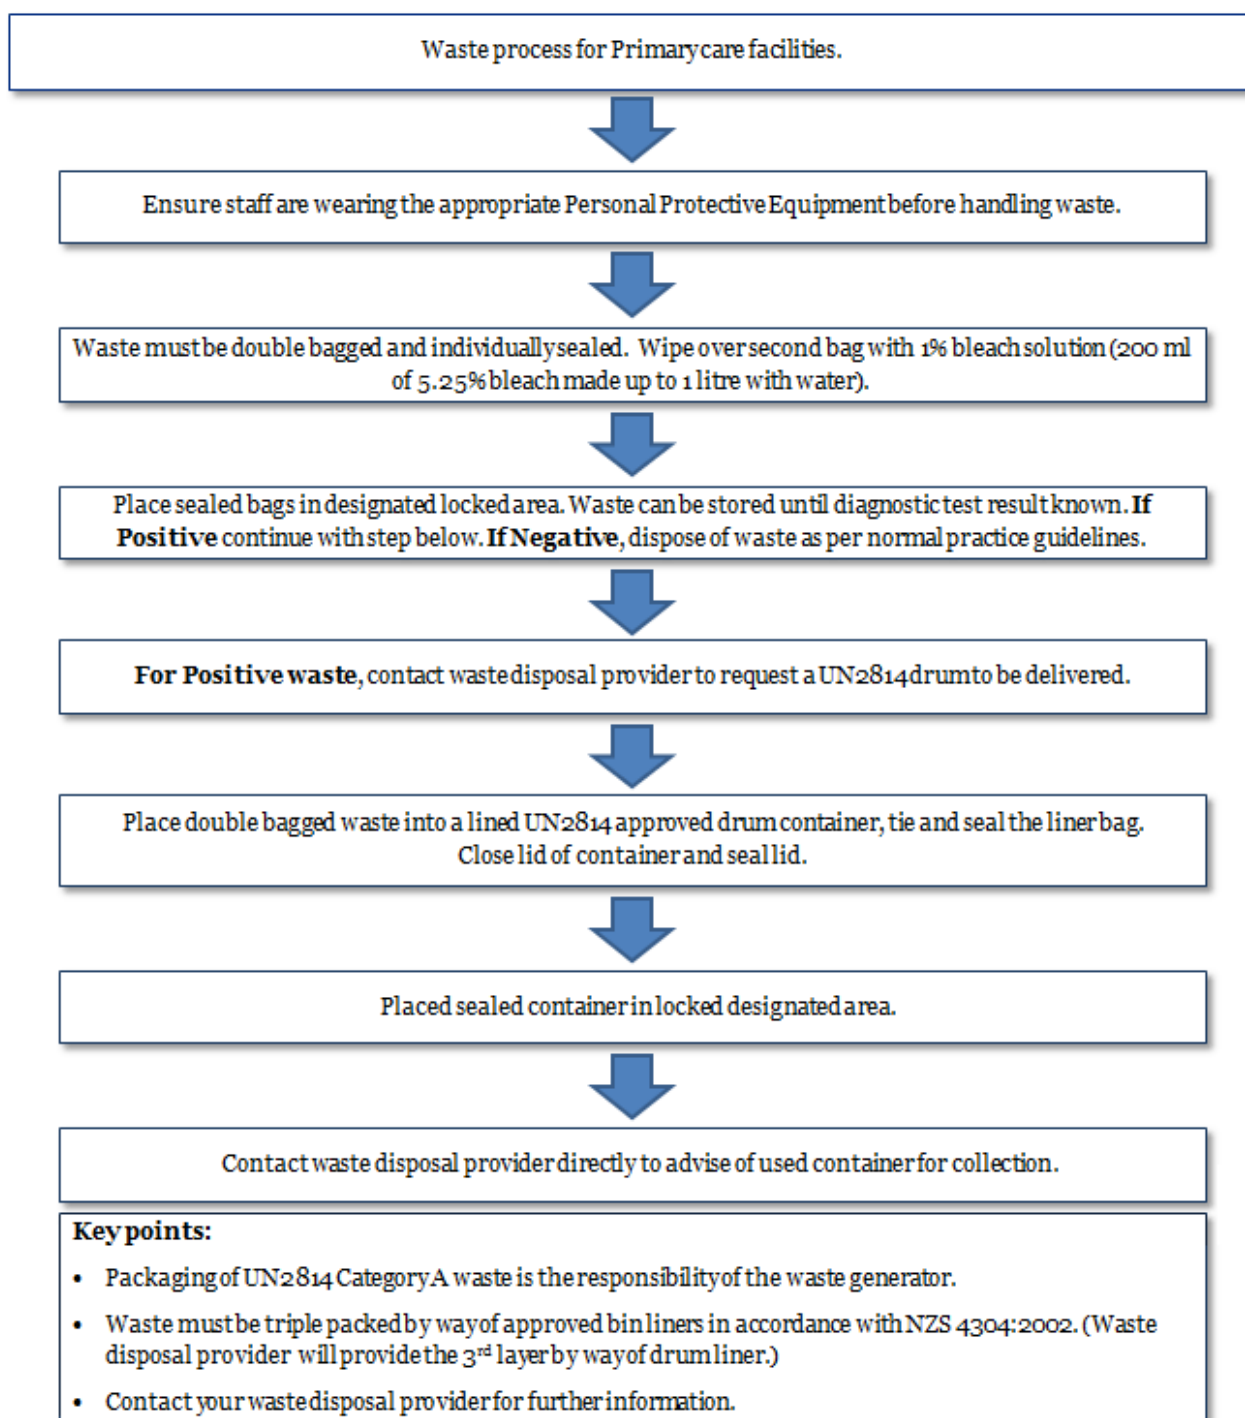 Waste process for Primary care facilities.
Ensure staff are wearing the appropriate Personal Protective Equipment before handling waste.
Waste must be double bagged and individually sealed. Wipe over second bag with 1% bleach solution (200 ml
of 5.25% bleach made up to 1 litre with water).
Place sealed bags in designated locked area. Waste can be stored until diagnostic test result known. If
Positive continue with step below. If Negative, dispose of waste as per normal practice guidelines.
For Positive waste, contact waste disposal provider to request a UN2814 drum to be delivered.
Place double bagged waste into a lined UN2814 approved drum container, tie and seal the liner bag.
Close lid of container and seal lid.
Placed sealed container in locked designated area.
Contact waste disposal provider directly to advise of used container for collection.
Key points:
• Packaging of UN2814 Category A waste is the responsibility of the waste generator.
• Waste must be triple packed by way of approved bin liners in accordance with NZS 4304:2002. (Waste
disposal provider will provide the 3rd layer by way of drum liner.)
• Contact your waste disposal provider for further information.